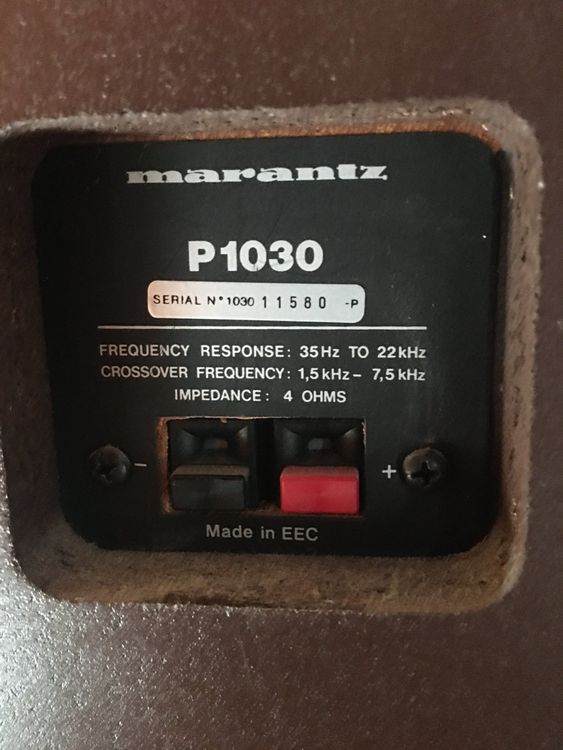 marantz
P1030
SERIAL N° 1030 11580 -P
FREQUENCY RESPONSE: 35Hz TO 22kHz
CROSSOVER FREQUENCY: 1,5kHz – 7,5kHz
IMPEDANCE: 4 OHMS
- +
Made in EEC